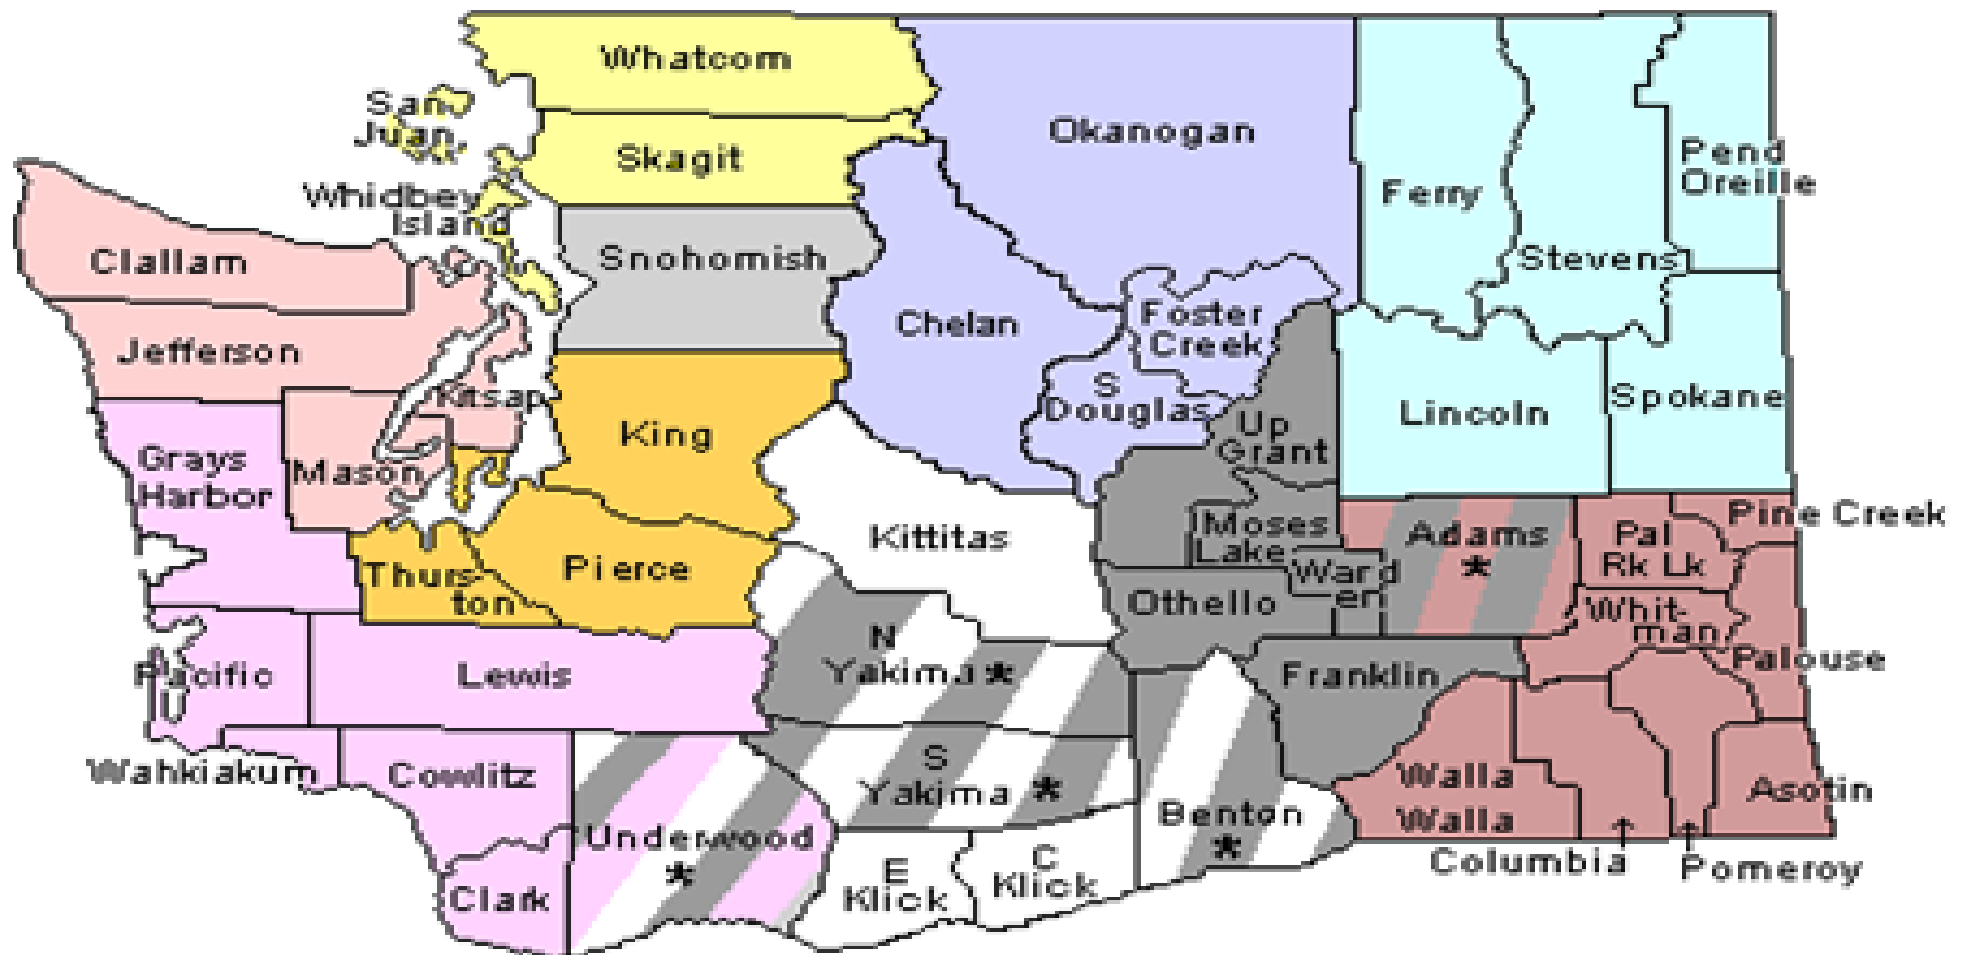 Whatcom
San
Juan
Skagit
Okanogan
Ferry
Pend
Oreille
Whidbey
Island
Clallam
Snohomish
Stevens
Jefferson
Chelan
Foster
Creek
Kitsap
S
Douglas
Lincoln
Spokane
King
Up
Grant
Grays
Harbor
Mason
Kittitas
Moses
Lake
Adams
*
Pal
Rk Lk
Pine Creek
Thurs-
ton
Pierce
Ward
en
Othello
Whit-
man
N
Yakima *
Pacific
Lewis
Franklin
Palouse
Wahkiakum
Cowlitz
S
Yakima *
Walla
Walla
Asotin
Underwood
*
Benton
*
Clark
E
Klick
C
Klick
Columbia
Pomeroy